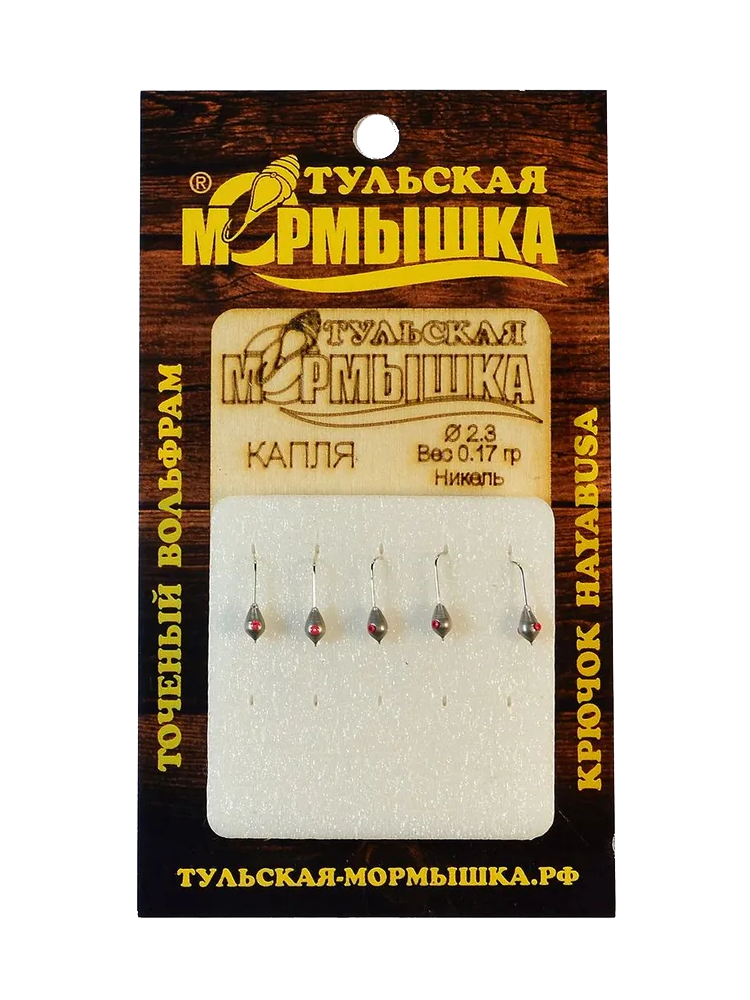 ®
ТУЛЬСКАЯ
МОРМЫШКА
ТУЛЬСКАЯ
МОРМЫШКА
КАПЛЯ
Ø 2.3
Вес 0.17 гр
Никель
ТОЧЕНЫЙ ВОЛЬФРАМ
КРЮЧОК HAYABUSA
ТУЛЬСКАЯ-МОРМЫШКА.РФ